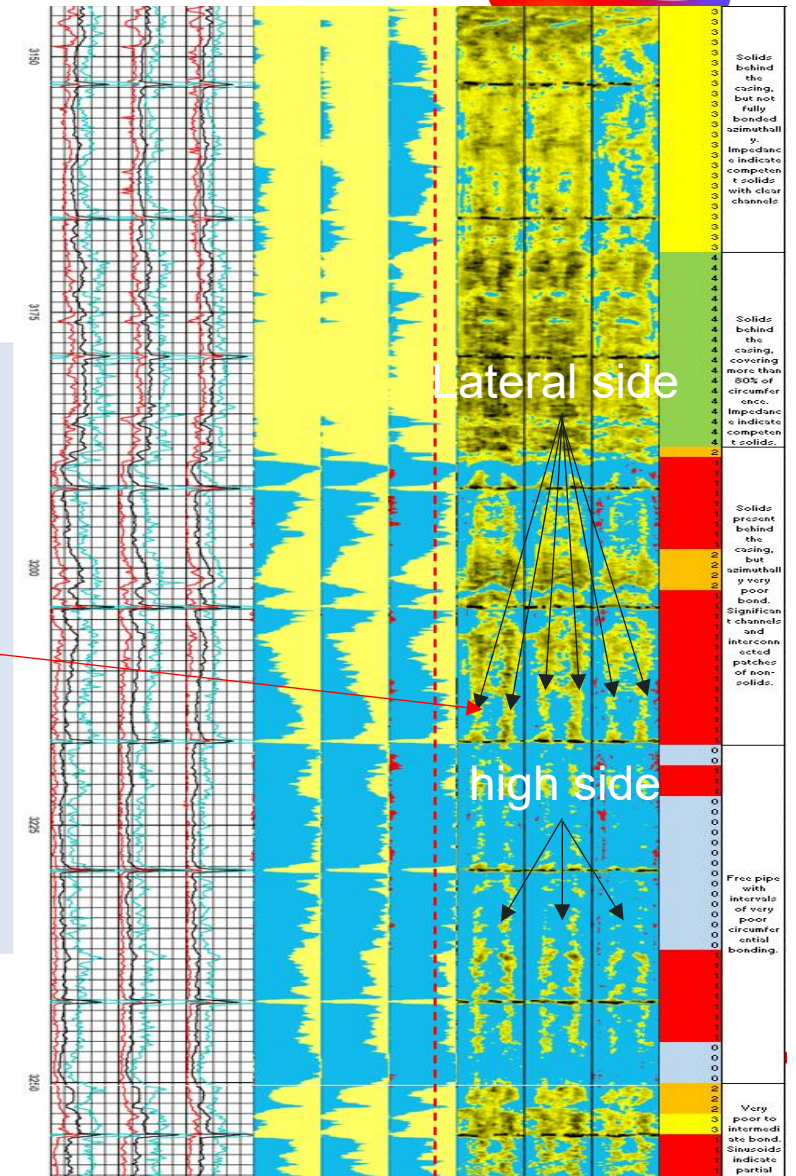 3150
Solids
behind
the
casing,
but not
fully
bonded
azimuthall
y.
Impedanc
e indicate
competen
t solids
with clear
channels
3175
Solids
behind
the
casing,
covering
more than
80% of
circumfer
ence.
Impedanc
e indicate
competen
t solids.
Lateral side
3200
Solids
present
behind
the
casing,
but
azimuthall
y very
poor
bond.
Significan
t channels
and
interconn
ected
patches
of non-
solids.
high side
3225
Free pipe
with
intervals
of very
poor
circumfer
ential
bonding.
3250
Very
poor to
intermedi
ate bond.
Sinusoids
indicate
partial